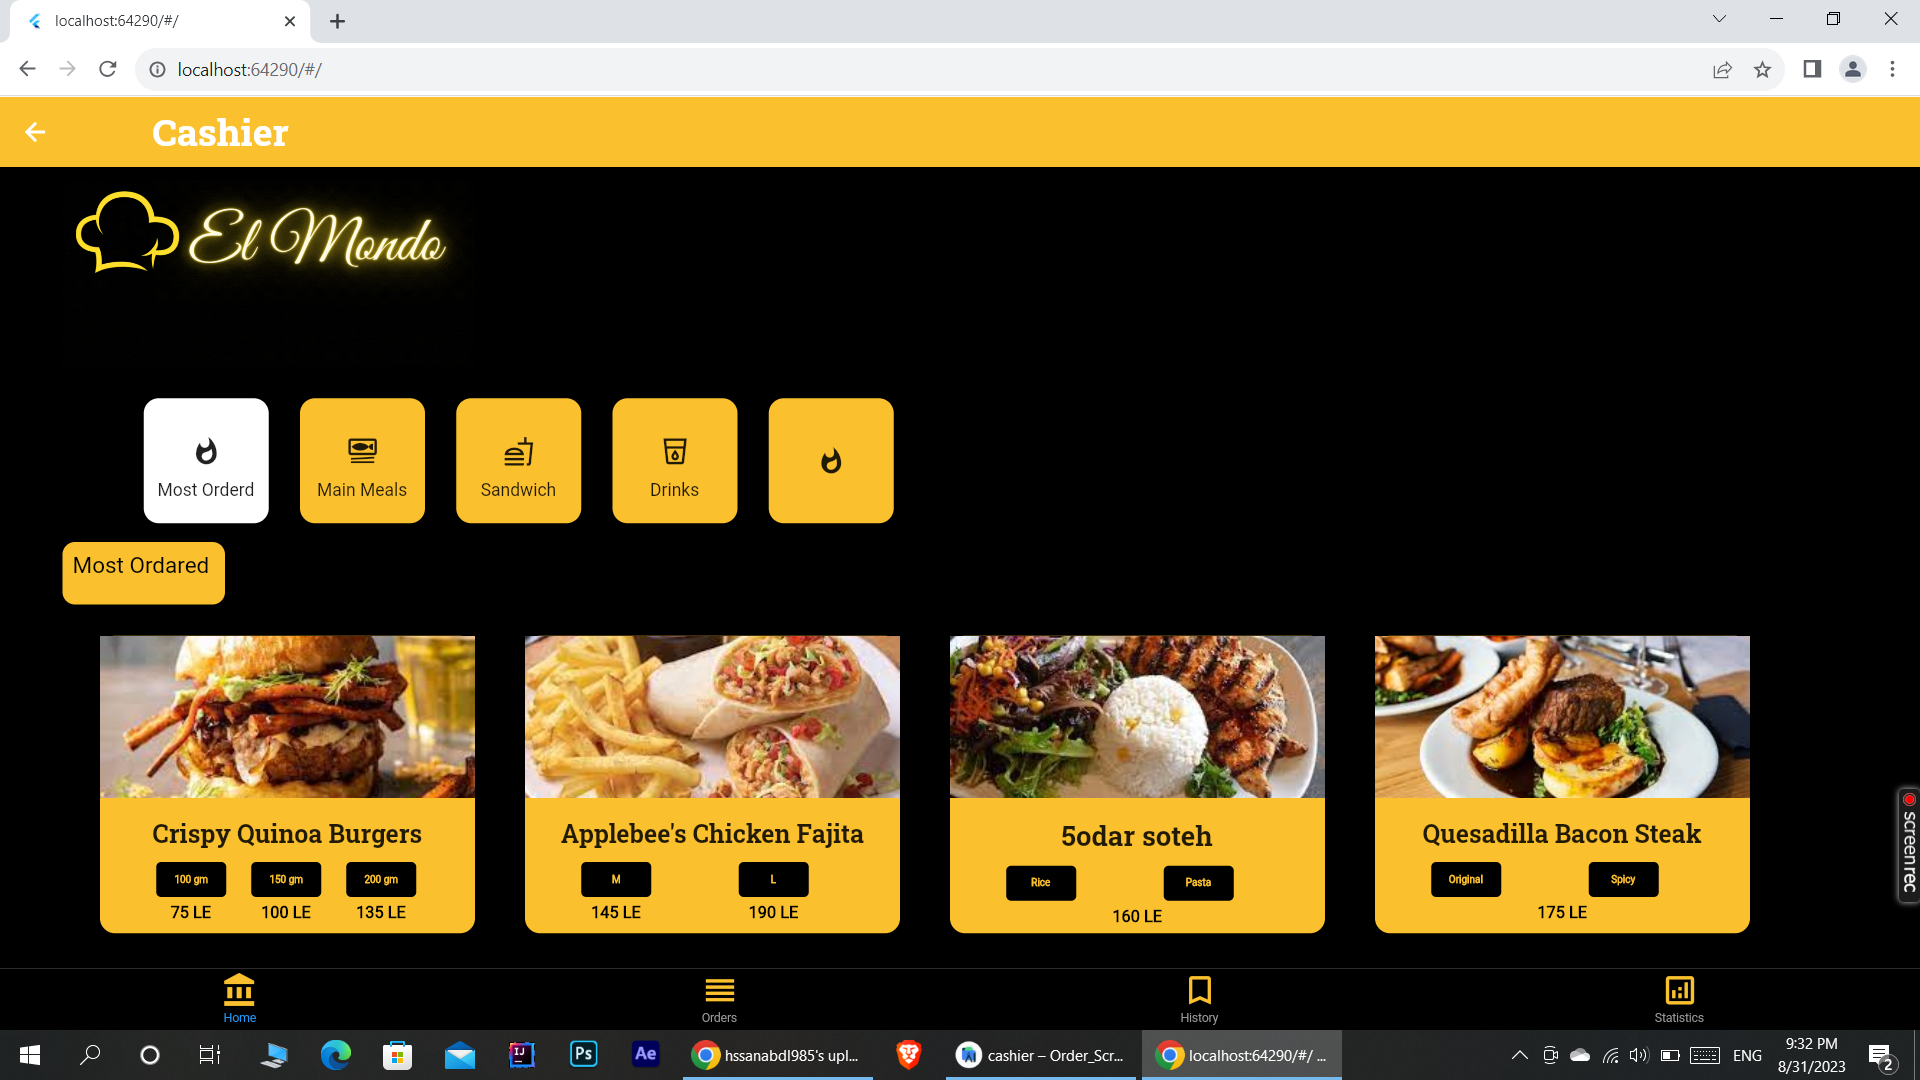 localhost:64290/#/
localhost:64290/#/
Cashier
El Mondo
Most Orderd
Main Meals
Sandwich
Drinks
Most Ordared
Crispy Quinoa Burgers
100 gm
150 gm
200 gm
75 LE
100 LE
135 LE
Applebee's Chicken Fajita
M
L
145 LE
190 LE
5odar soteh
Rice
Pasta
160 LE
Quesadilla Bacon Steak
Original
Spicy
175 LE
screenrec
Home
Orders
History
Statistics
Ps
Ae
IJ
hssanabdl985's upl...
cashier – Order_Scr...
localhost:64290/#/ ...
ENG
9:32 PM
8/31/2023
2